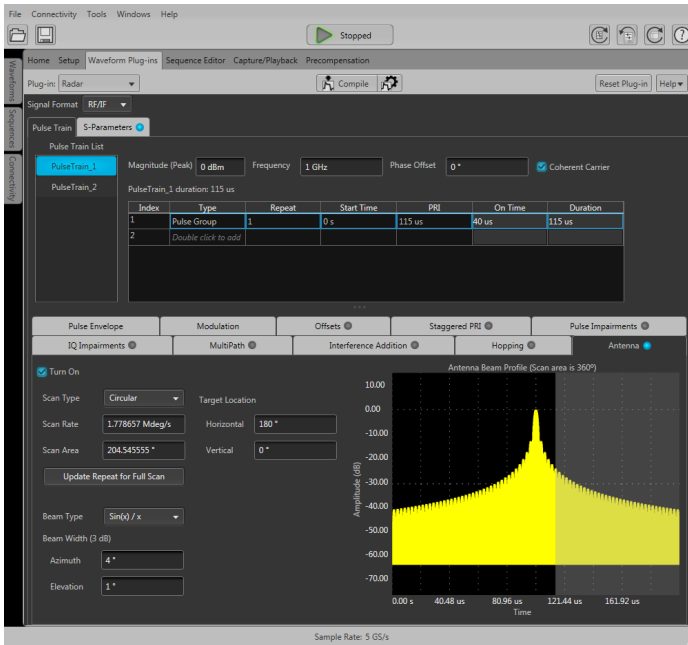 File Connectivity Tools Windows Help
Stopped
Home Setup Waveform Plug-ins Sequence Editor Capture/Playback Precompensation
Waveforms
Sequences
Connectivity
Plug-in: Radar Compile Reset Plug-in Help
Signal Format RF/IF
Pulse Train S-Parameters
Pulse Train List
PulseTrain_1
PulseTrain_2
Magnitude (Peak) 0 dBm Frequency 1 GHz Phase Offset 0 ° Coherent Carrier
PulseTrain_1 duration: 115 us
Index Type Repeat Start Time PRI On Time Duration
1 Pulse Group 1 0 s 115 us 40 us 115 us
2 Double click to add
Pulse Envelope Modulation Offsets Staggered PRI Pulse Impairments
IQ Impairments MultiPath Interference Addition Hopping Antenna
Turn On
Scan Type Circular Target Location
Scan Rate 1.778657 Mdeg/s Horizontal 180 °
Scan Area 204.545555 ° Vertical 0 °
Update Repeat for Full Scan
Beam Type Sin(x) / x
Beam Width (3 dB)
Azimuth 4 °
Elevation 1 °
Antenna Beam Profile (Scan area is 360º)
Amplitude (dB)
10.00
0.00
-10.00
-20.00
-30.00
-40.00
-50.00
-60.00
-70.00
0.00 s 40.48 us 80.96 us 121.44 us 161.92 us
Time
Sample Rate: 5 GS/s